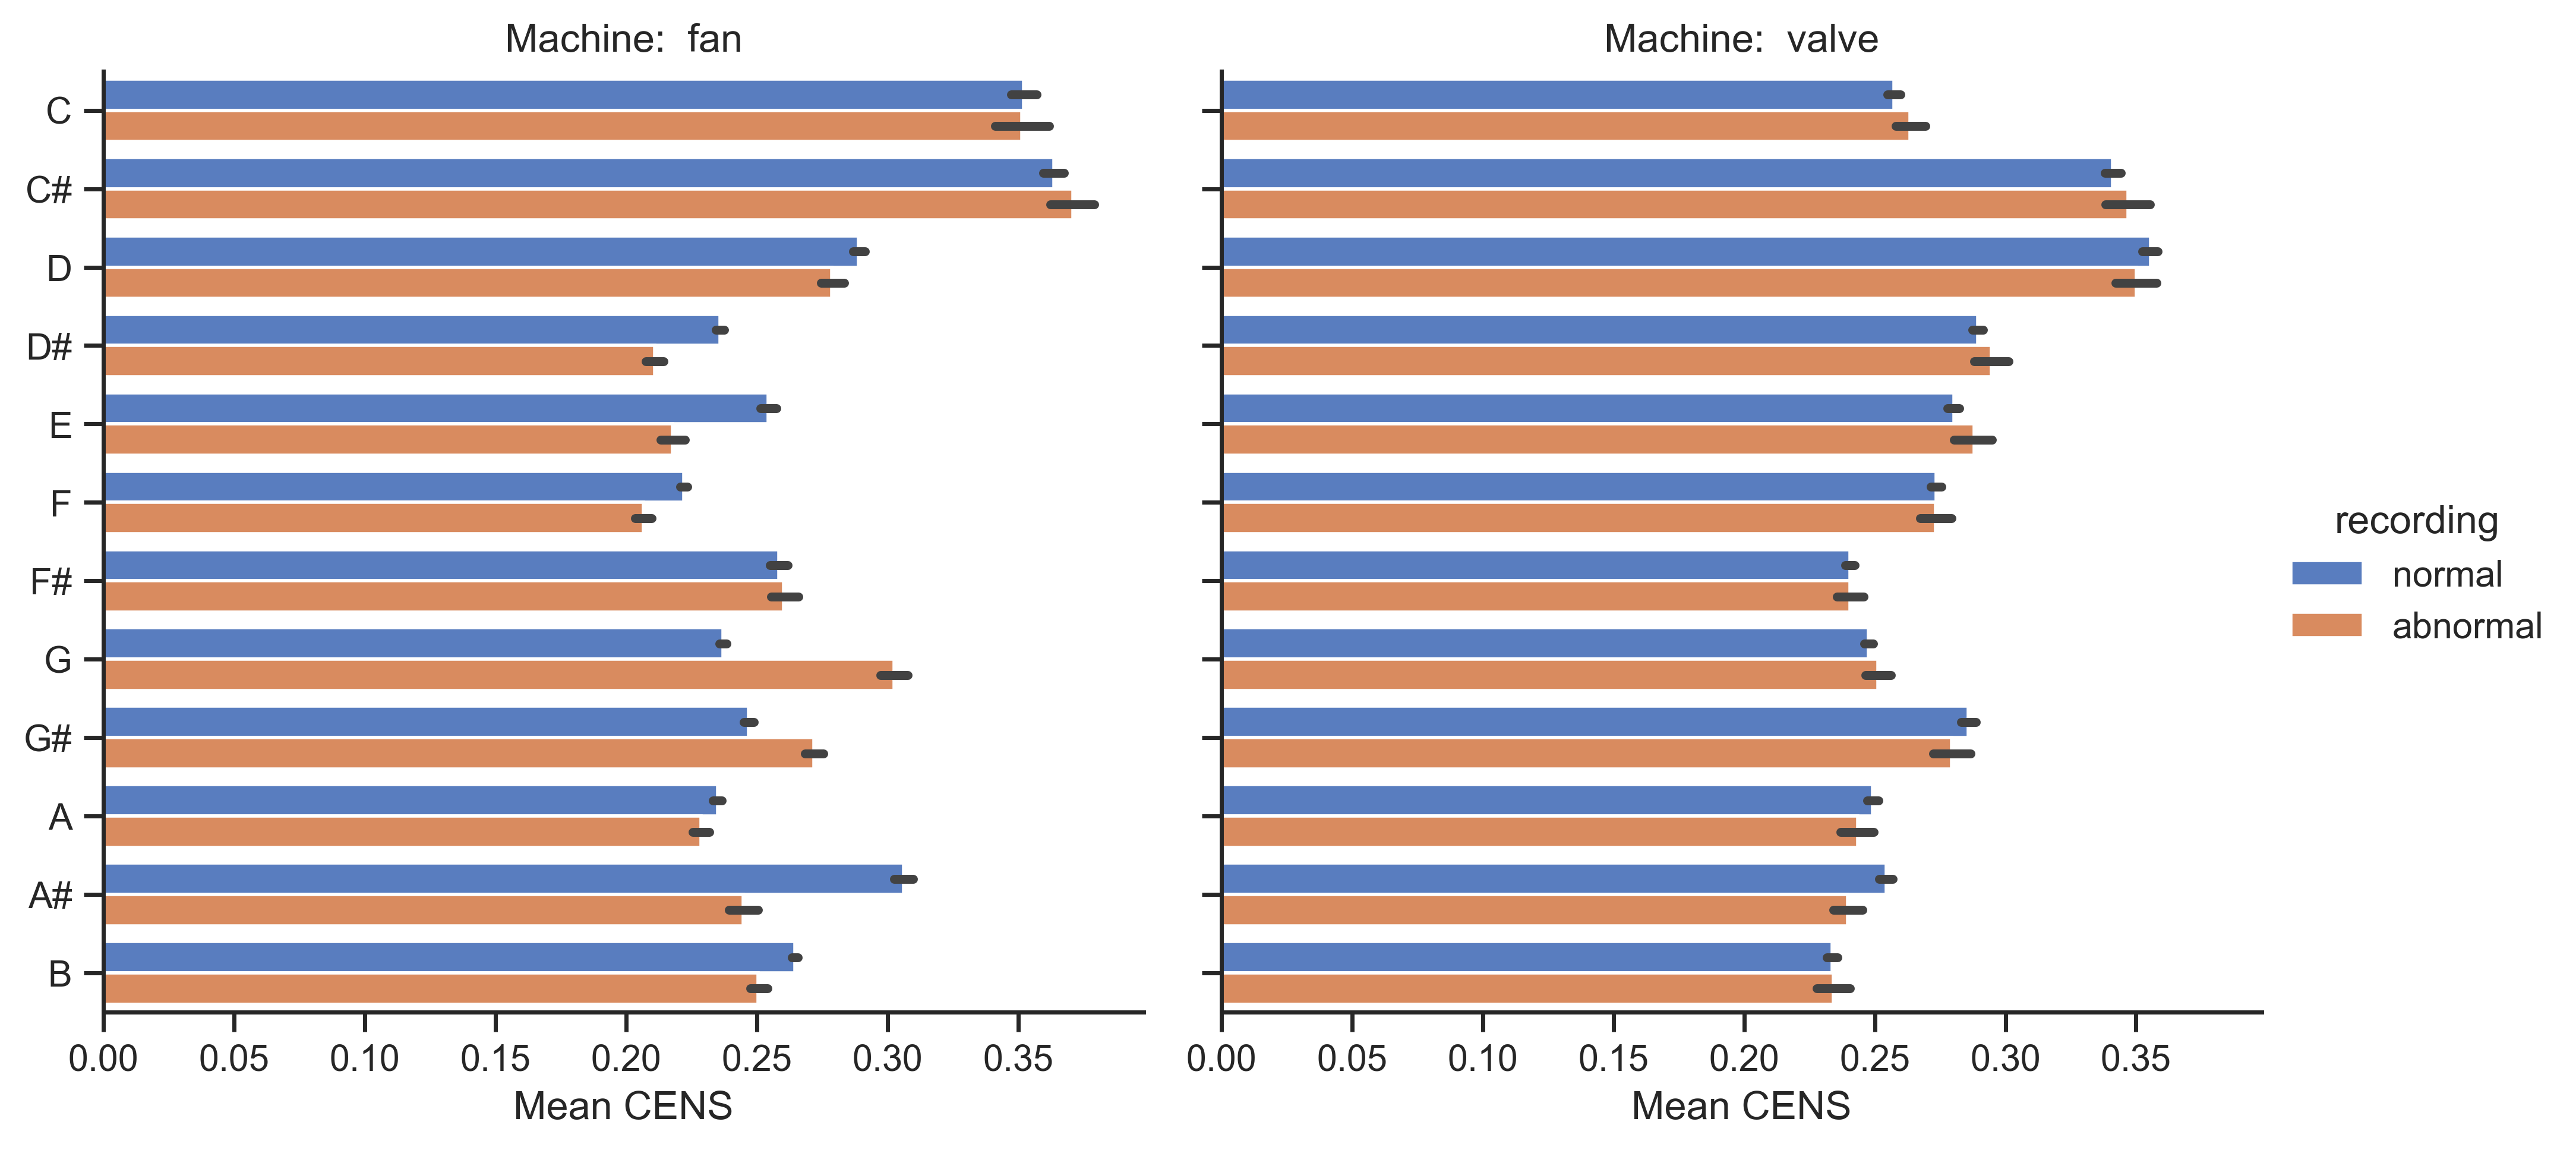 Machine: fan
Machine: valve
C
C#
D
D#
E
F
F#
G
G#
A
A#
B
0.00 0.05 0.10 0.15 0.20 0.25 0.30 0.35
Mean CENS
0.00 0.05 0.10 0.15 0.20 0.25 0.30 0.35
Mean CENS
recording
normal
abnormal